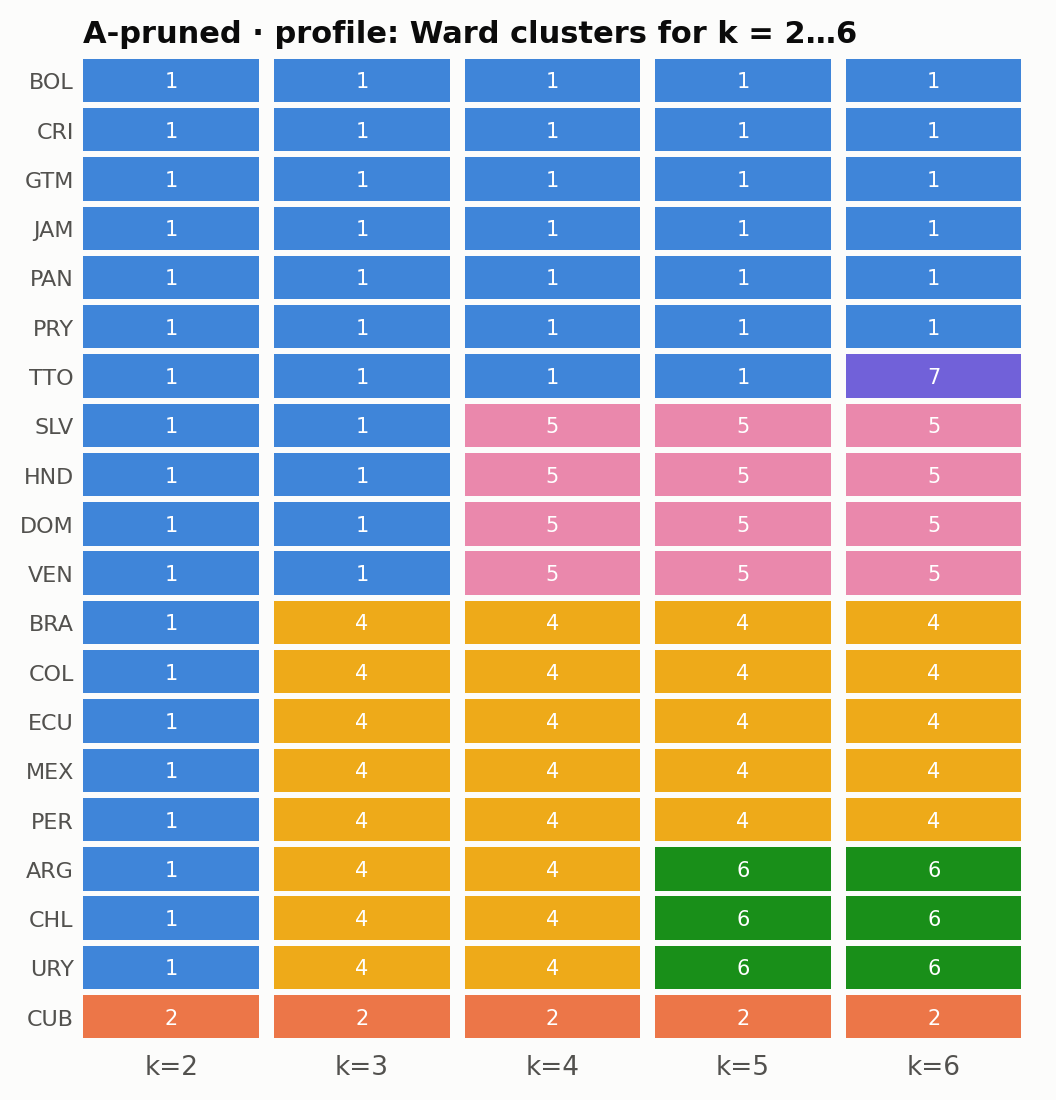 A-pruned · profile: Ward clusters for k = 2…6
BOL 1 1 1 1 1
CRI 1 1 1 1 1
GTM 1 1 1 1 1
JAM 1 1 1 1 1
PAN 1 1 1 1 1
PRY 1 1 1 1 1
TTO 1 1 1 1 7
SLV 1 1 5 5 5
HND 1 1 5 5 5
DOM 1 1 5 5 5
VEN 1 1 5 5 5
BRA 1 4 4 4 4
COL 1 4 4 4 4
ECU 1 4 4 4 4
MEX 1 4 4 4 4
PER 1 4 4 4 4
ARG 1 4 4 6 6
CHL 1 4 4 6 6
URY 1 4 4 6 6
CUB 2 2 2 2 2
k=2 k=3 k=4 k=5 k=6